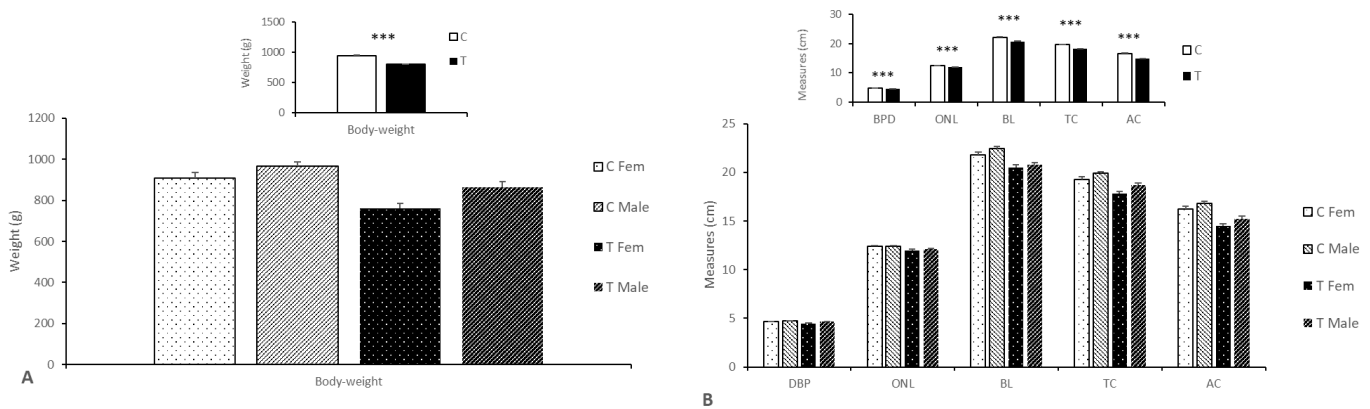 1500
1000
500
0
Weight (g)
***
C
T
Body-weight
1200
1000
800
600
400
200
0
Weight (g)
C Fem
C Male
T Fem
T Male
Body-weight
A
30
20
10
0
Measures (cm)
*** *** *** *** ***
C
T
BPD ONL BL TC AC
25
20
15
10
5
0
Measures (cm)
C Fem
C Male
T Fem
T Male
DBP ONL BL TC AC
B